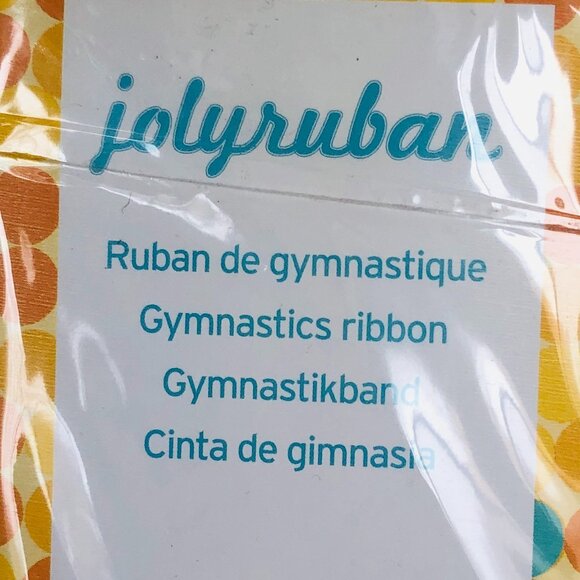 jolyruban
Ruban de gymnastique
Gymnastics ribbon
Gymnastikband
Cinta de gimnasia